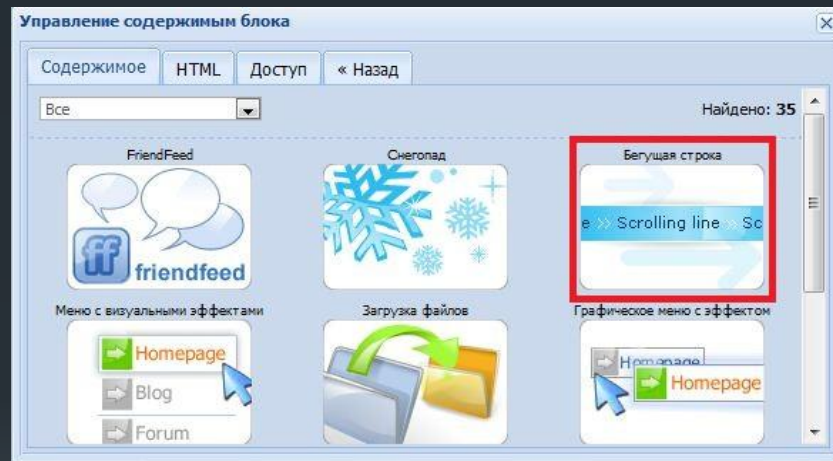 Управление содержимым блока
Содержимое HTML Доступ « Назад
Все Найдено: 35
FriendFeed Снегопад Бегущая строка
e » Scrolling line » Sc
ff friendfeed
Меню с визуальными эффектами Загрузка файлов Графическое меню с эффектом
Homepage Homepage
Homepage
Blog
Forum